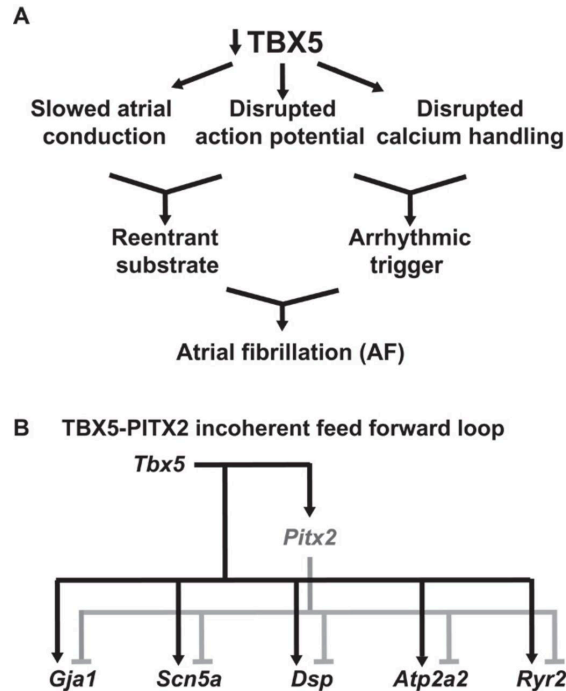 A
↓TBX5
Slowed atrial conduction
Disrupted action potential
Disrupted calcium handling
Reentrant substrate
Arrhythmic trigger
Atrial fibrillation (AF)
B TBX5-PITX2 incoherent feed forward loop
Tbx5
Pitx2
Gja1 Scn5a Dsp Atp2a2 Ryr2